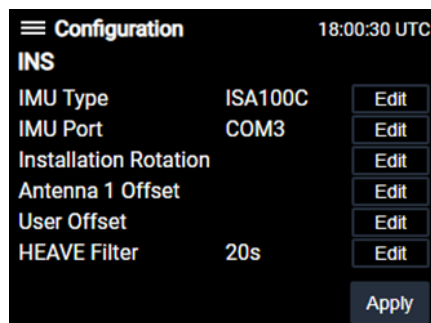 Configuration 18:00:30 UTC
INS
IMU Type ISA100C Edit
IMU Port COM3 Edit
Installation Rotation Edit
Antenna 1 Offset Edit
User Offset Edit
HEAVE Filter 20s Edit
Apply